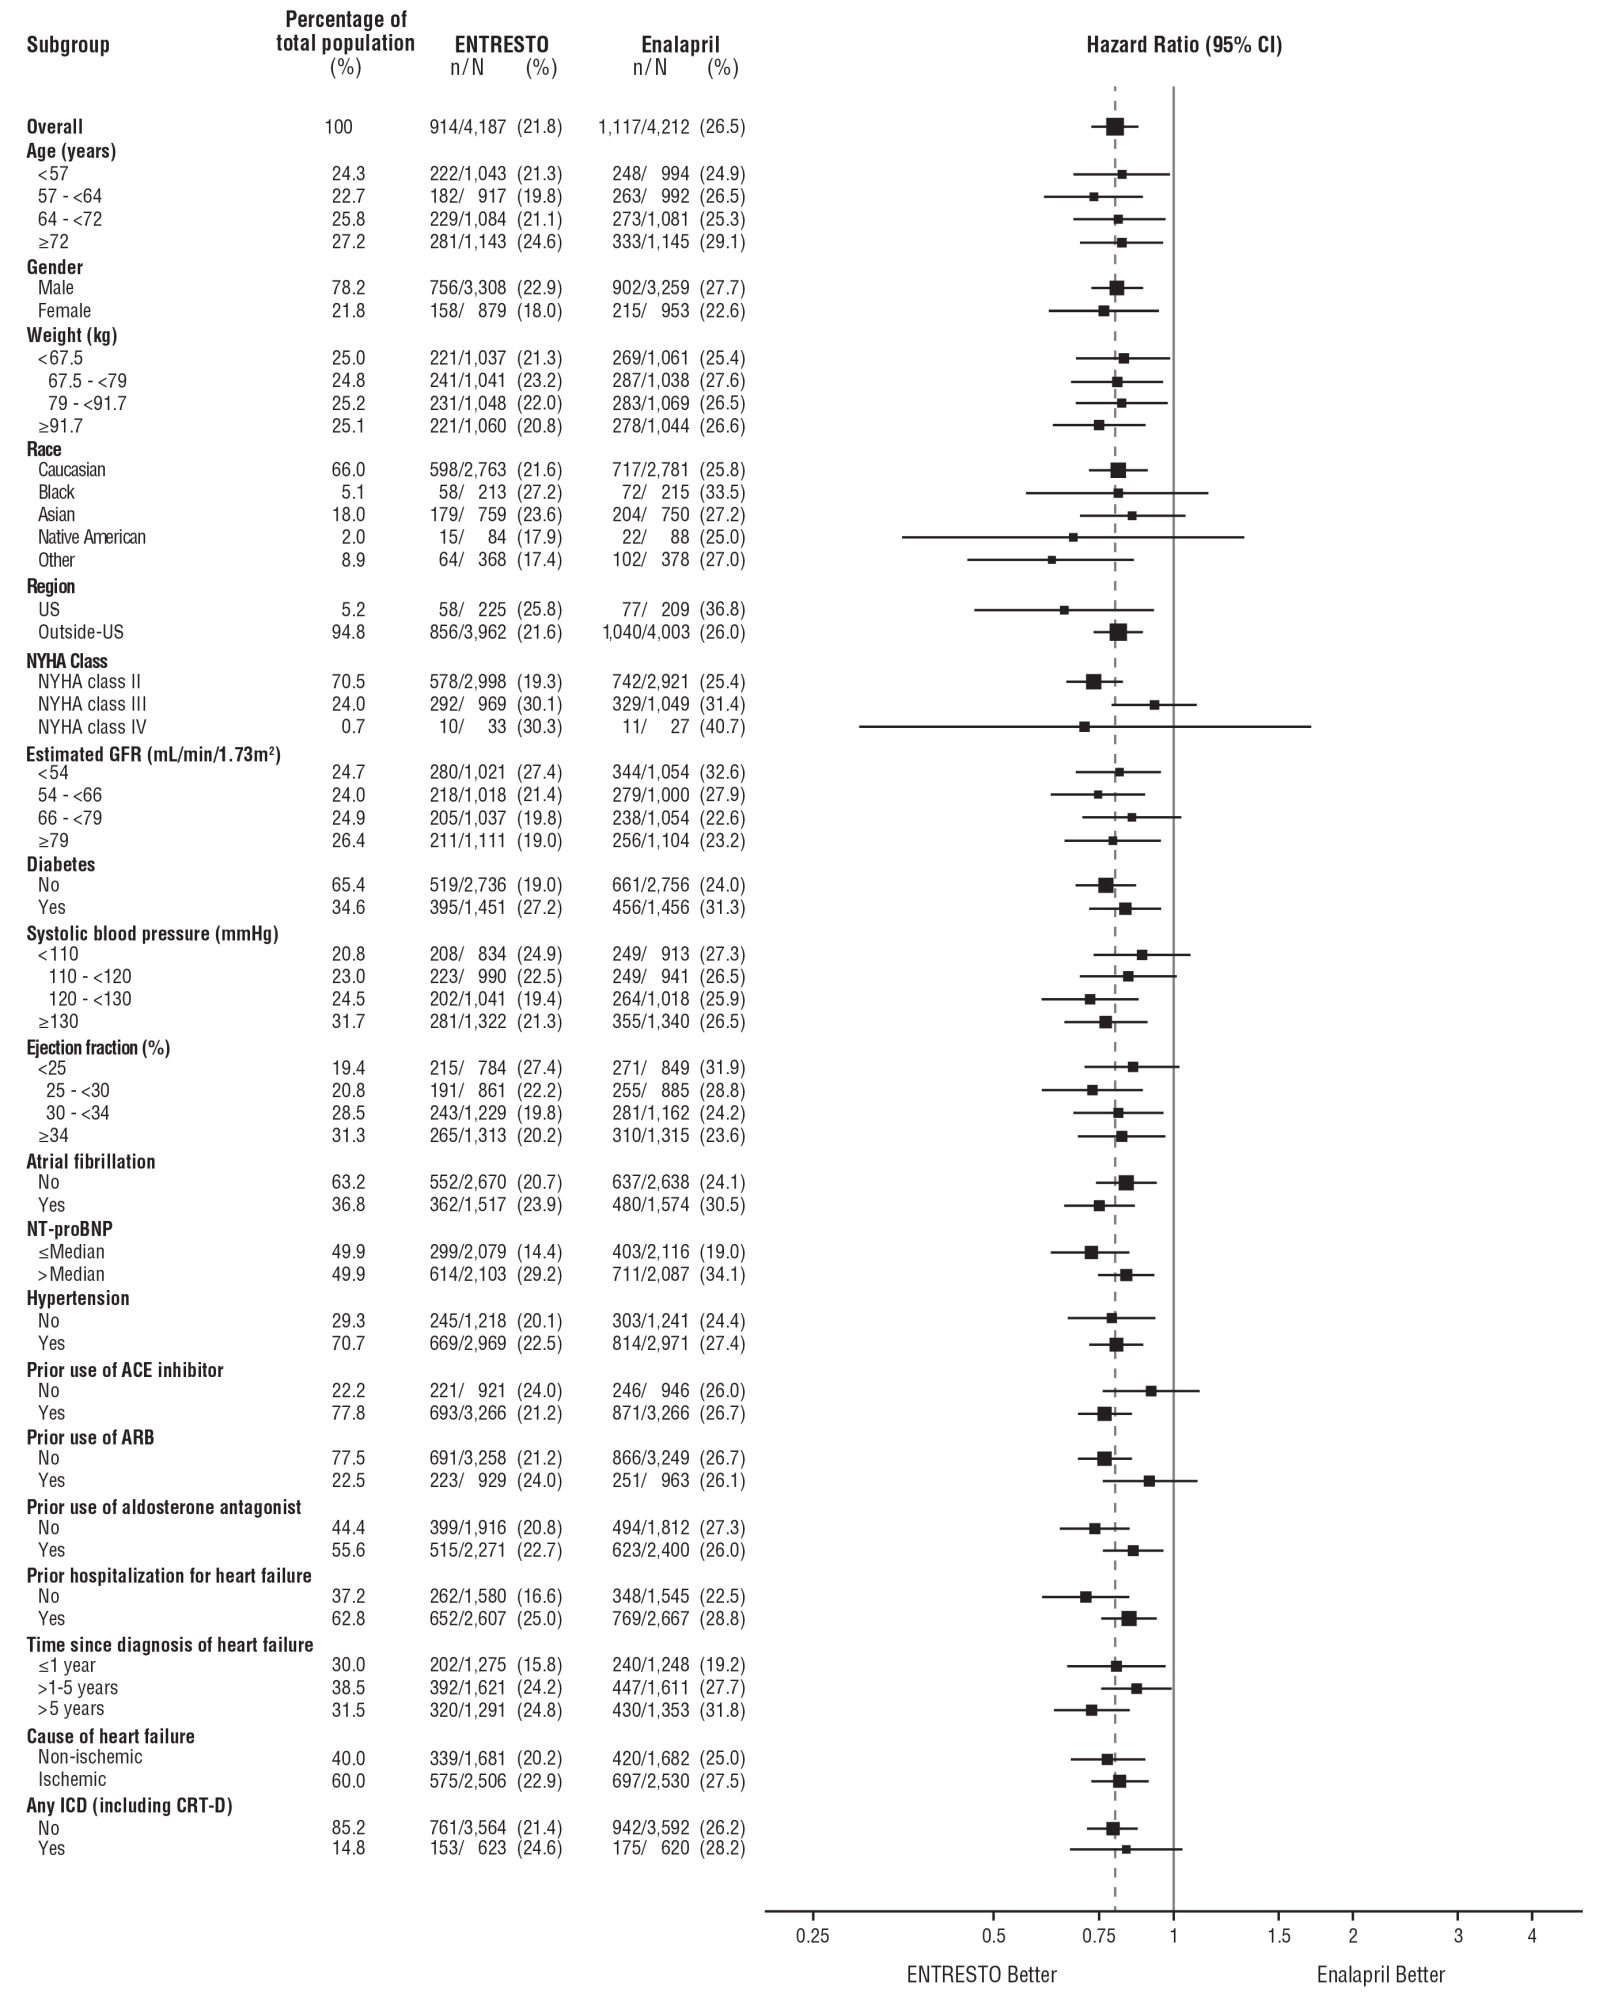 Percentage of
Subgroup total population ENTRESTO Enalapril Hazard Ratio (95% CI)
(%) n/N (%) n/N (%)
Overall 100 914/4,187 (21.8) 1,117/4,212 (26.5)
Age (years)
<57 24.3 222/1,043 (21.3) 248/ 994 (24.9)
57 - <64 22.7 182/ 917 (19.8) 263/ 992 (26.5)
64 - <72 25.8 229/1,084 (21.1) 273/1,081 (25.3)
≥72 27.2 281/1,143 (24.6) 333/1,145 (29.1)
Gender
Male 78.2 756/3,308 (22.9) 902/3,259 (27.7)
Female 21.8 158/ 879 (18.0) 215/ 953 (22.6)
Weight (kg)
<67.5 25.0 221/1,037 (21.3) 269/1,061 (25.4)
67.5 - <79 24.8 241/1,041 (23.2) 287/1,038 (27.6)
79 - <91.7 25.2 231/1,048 (22.0) 283/1,069 (26.5)
≥91.7 25.1 221/1,060 (20.8) 278/1,044 (26.6)
Race
Caucasian 66.0 598/2,763 (21.6) 717/2,781 (25.8)
Black 5.1 58/ 213 (27.2) 72/ 215 (33.5)
Asian 18.0 179/ 759 (23.6) 204/ 750 (27.2)
Native American 2.0 15/ 84 (17.9) 22/ 88 (25.0)
Other 8.9 64/ 368 (17.4) 102/ 378 (27.0)
Region
US 5.2 58/ 225 (25.8) 77/ 209 (36.8)
Outside-US 94.8 856/3,962 (21.6) 1,040/4,003 (26.0)
NYHA Class
NYHA class II 70.5 578/2,998 (19.3) 742/2,921 (25.4)
NYHA class III 24.0 292/ 969 (30.1) 329/1,049 (31.4)
NYHA class IV 0.7 10/ 33 (30.3) 11/ 27 (40.7)
Estimated GFR (mL/min/1.73m²)
<54 24.7 280/1,021 (27.4) 344/1,054 (32.6)
54 - <66 24.0 218/1,018 (21.4) 279/1,000 (27.9)
66 - <79 24.9 205/1,037 (19.8) 238/1,054 (22.6)
≥79 26.4 211/1,111 (19.0) 256/1,104 (23.2)
Diabetes
No 65.4 519/2,736 (19.0) 661/2,756 (24.0)
Yes 34.6 395/1,451 (27.2) 456/1,456 (31.3)
Systolic blood pressure (mmHg)
<110 20.8 208/ 834 (24.9) 249/ 913 (27.3)
110 - <120 23.0 223/ 990 (22.5) 249/ 941 (26.5)
120 - <130 24.5 202/1,041 (19.4) 264/1,018 (25.9)
≥130 31.7 281/1,322 (21.3) 355/1,340 (26.5)
Ejection fraction (%)
<25 19.4 215/ 784 (27.4) 271/ 849 (31.9)
25 - <30 20.8 191/ 861 (22.2) 255/ 885 (28.8)
30 - <34 28.5 243/1,229 (19.8) 281/1,162 (24.2)
≥34 31.3 265/1,313 (20.2) 310/1,315 (23.6)
Atrial fibrillation
No 63.2 552/2,670 (20.7) 637/2,638 (24.1)
Yes 36.8 362/1,517 (23.9) 480/1,574 (30.5)
NT-proBNP
≤Median 49.9 299/2,079 (14.4) 403/2,116 (19.0)
>Median 49.9 614/2,103 (29.2) 711/2,087 (34.1)
Hypertension
No 29.3 245/1,218 (20.1) 303/1,241 (24.4)
Yes 70.7 669/2,969 (22.5) 814/2,971 (27.4)
Prior use of ACE inhibitor
No 22.2 221/ 921 (24.0) 246/ 946 (26.0)
Yes 77.8 693/3,266 (21.2) 871/3,266 (26.7)
Prior use of ARB
No 77.5 691/3,258 (21.2) 866/3,249 (26.7)
Yes 22.5 223/ 929 (24.0) 251/ 963 (26.1)
Prior use of aldosterone antagonist
No 44.4 399/1,916 (20.8) 494/1,812 (27.3)
Yes 55.6 515/2,271 (22.7) 623/2,400 (26.0)
Prior hospitalization for heart failure
No 37.2 262/1,580 (16.6) 348/1,545 (22.5)
Yes 62.8 652/2,607 (25.0) 769/2,667 (28.8)
Time since diagnosis of heart failure
≤1 year 30.0 202/1,275 (15.8) 240/1,248 (19.2)
>1-5 years 38.5 392/1,621 (24.2) 447/1,611 (27.7)
>5 years 31.5 320/1,291 (24.8) 430/1,353 (31.8)
Cause of heart failure
Non-ischemic 40.0 339/1,681 (20.2) 420/1,682 (25.0)
Ischemic 60.0 575/2,506 (22.9) 697/2,530 (27.5)
Any ICD (including CRT-D)
No 85.2 761/3,564 (21.4) 942/3,592 (26.2)
Yes 14.8 153/ 623 (24.6) 175/ 620 (28.2)
0.25 0.5 0.75 1 1.5 2 3 4
ENTRESTO Better Enalapril Better